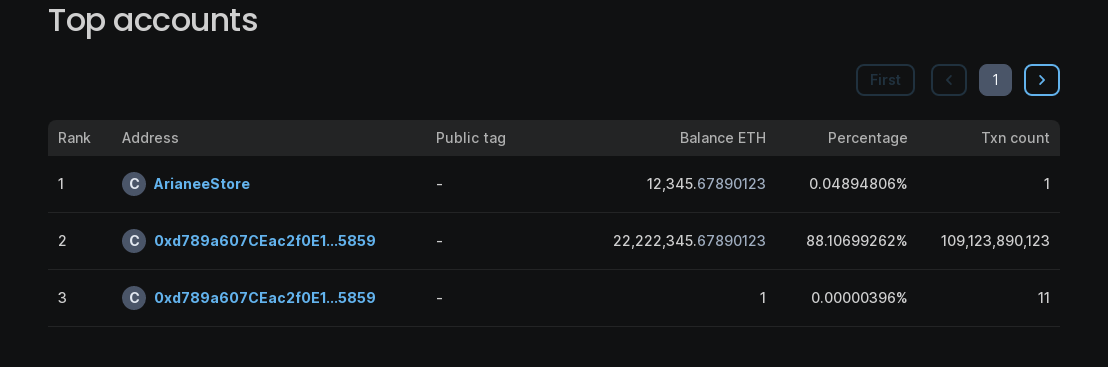 Top accounts
First 1
Rank Address Public tag Balance ETH Percentage Txn count
1 C ArianeeStore - 12,345.67890123 0.04894806% 1
2 C 0xd789a607CEac2f0E1...5859 - 22,222,345.67890123 88.10699262% 109,123,890,123
3 C 0xd789a607CEac2f0E1...5859 - 1 0.00000396% 11